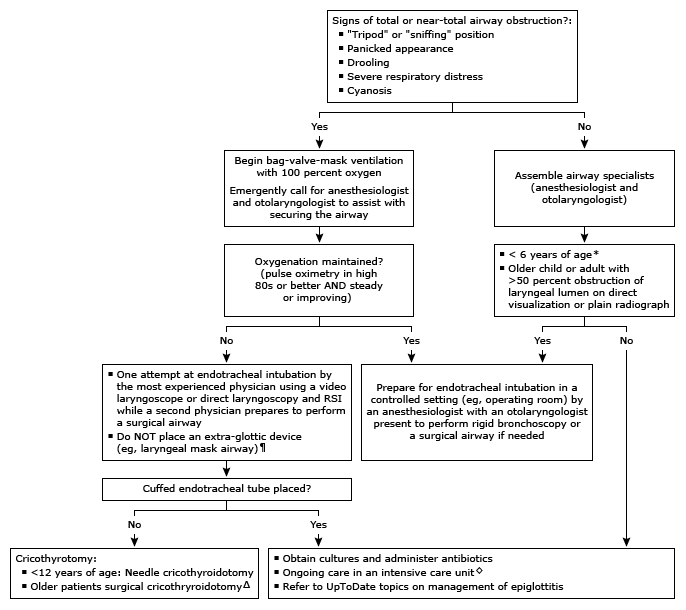 Signs of total or near-total airway obstruction?:
▪ "Tripod" or "sniffing" position
▪ Panicked appearance
▪ Drooling
▪ Severe respiratory distress
▪ Cyanosis
Yes
No
Begin bag-valve-mask ventilation
with 100 percent oxygen
Emergently call for anesthesiologist
and otolaryngologist to assist with
securing the airway
Assemble airway specialists
(anesthesiologist and
otolaryngologist)
Oxygenation maintained?
(pulse oximetry in high
80s or better AND steady
or improving)
▪ < 6 years of age*
▪ Older child or adult with
>50 percent obstruction of
laryngeal lumen on direct
visualization or plain radiograph
No
Yes
Yes
No
▪ One attempt at endotracheal intubation by
the most experienced physician using a video
laryngoscope or direct laryngoscopy and RSI
while a second physician prepares to perform
a surgical airway
▪ Do NOT place an extra-glottic device
(eg, laryngeal mask airway)¶
Prepare for endotracheal intubation in a
controlled setting (eg, operating room) by
an anesthesiologist with an otolaryngologist
present to perform rigid bronchoscopy or
a surgical airway if needed
Cuffed endotracheal tube placed?
No
Yes
Cricothyrotomy:
▪ <12 years of age: Needle cricothyroidotomy
▪ Older patients surgical cricothryroidotomyΔ
▪ Obtain cultures and administer antibiotics
▪ Ongoing care in an intensive care unit◊
▪ Refer to UpToDate topics on management of epiglottitis